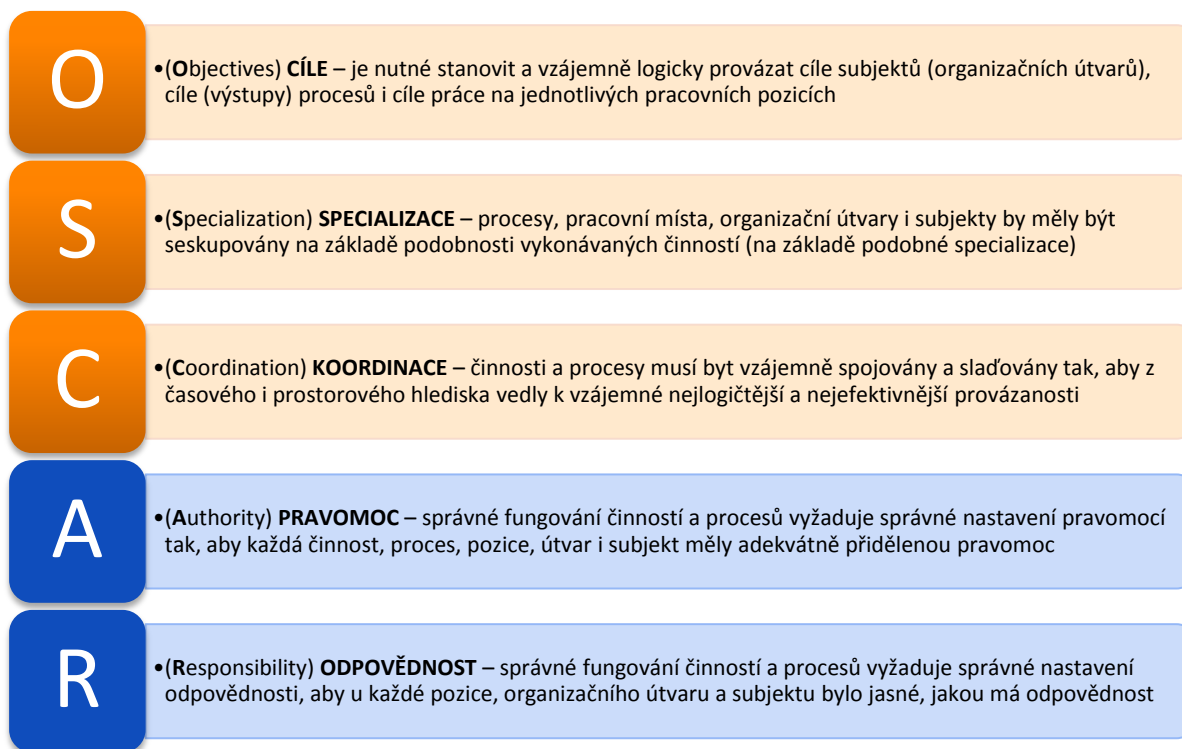 O
•(Objectives) CÍLE – je nutné stanovit a vzájemně logicky provázat cíle subjektů (organizačních útvarů),
cíle (výstupy) procesů i cíle práce na jednotlivých pracovních pozicích
S
•(Specialization) SPECIALIZACE – procesy, pracovní místa, organizační útvary i subjekty by měly být
seskupovány na základě podobnosti vykonávaných činností (na základě podobné specializace)
C
•(Coordination) KOORDINACE – činnosti a procesy musí byt vzájemně spojovány a slaďovány tak, aby z
časového i prostorového hlediska vedly k vzájemné nejlogičtější a nejefektivnější provázanosti
A
•(Authority) PRAVOMOC – správné fungování činností a procesů vyžaduje správné nastavení pravomocí
tak, aby každá činnost, proces, pozice, útvar i subjekt měly adekvátně přidělenou pravomoc
R
•(Responsibility) ODPOVĚDNOST – správné fungování činností a procesů vyžaduje správné nastavení
odpovědnosti, aby u každé pozice, organizačního útvaru a subjektu bylo jasné, jakou má odpovědnost